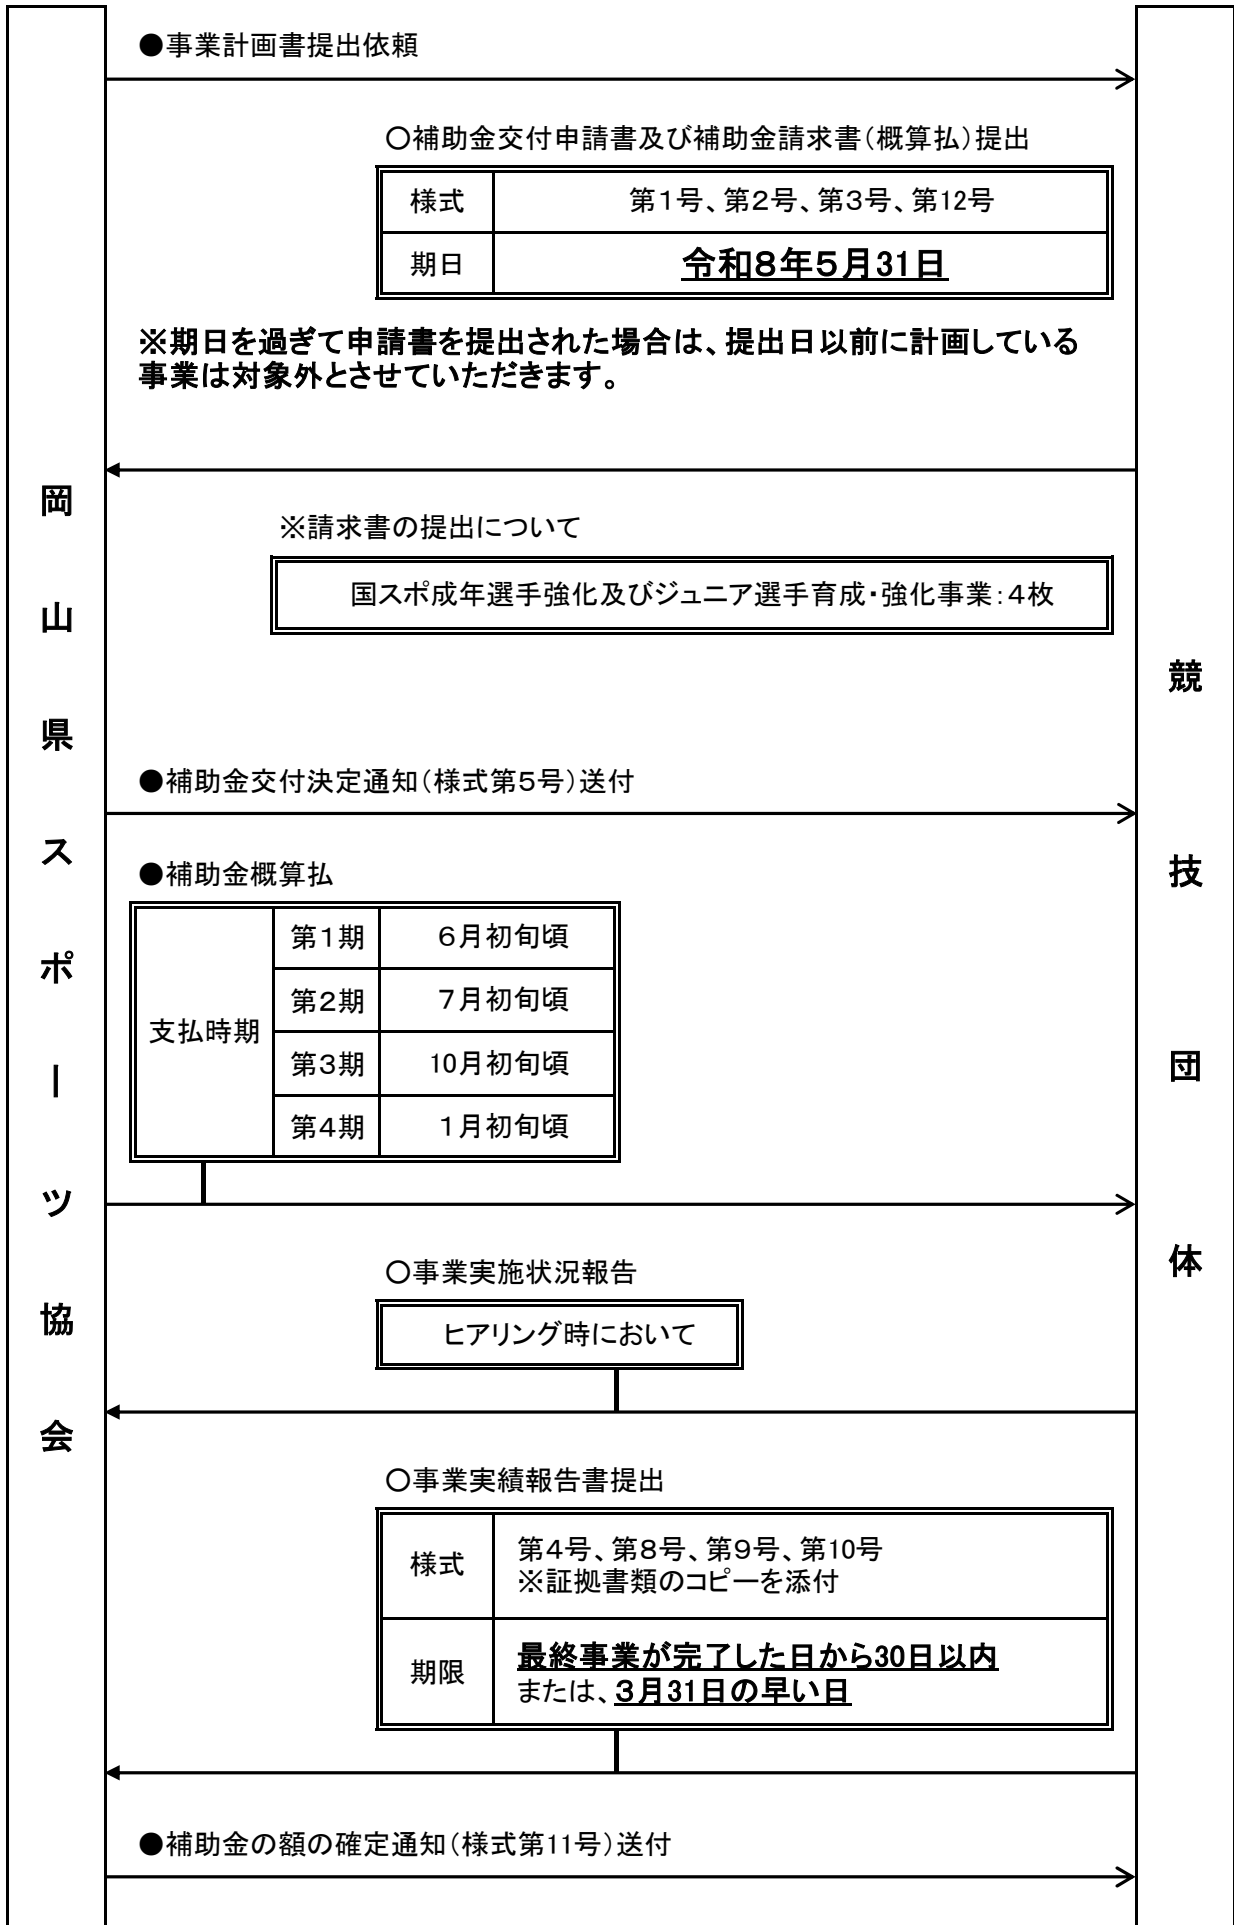 ●事業計画書提出依頼
○補助金交付申請書及び補助金請求書(概算払)提出
様式
第1号、第2号、第3号、第12号
期日
令和8年5月31日
※期日を過ぎて申請書を提出された場合は、提出日以前に計画している
事業は対象外とさせていただきます。
※請求書の提出について
国スポ成年選手強化及びジュニア選手育成・強化事業:4枚
●補助金交付決定通知(様式第5号)送付
●補助金概算払
支払時期
第1期
6月初旬頃
第2期
7月初旬頃
第3期
10月初旬頃
第4期
1月初旬頃
○事業実施状況報告
ヒアリング時において
○事業実績報告書提出
様式
第4号、第8号、第9号、第10号
※証拠書類のコピーを添付
期限
最終事業が完了した日から30日以内
または、3月31日の早い日
●補助金の額の確定通知(様式第11号)送付
岡山県スポーツ協会
競技団体